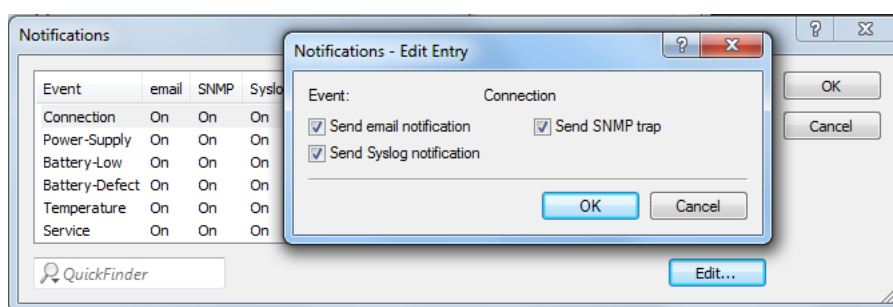 Notifications
Event email SNMP Syslo
Connection On On On
Power-Supply On On On
Battery-Low On On On
Battery-Defect On On On
Temperature On On On
Service On On On
QuickFinder
Notifications - Edit Entry
Event: Connection
Send email notification Send SNMP trap
Send Syslog notification
OK Cancel
OK
Cancel
Edit...